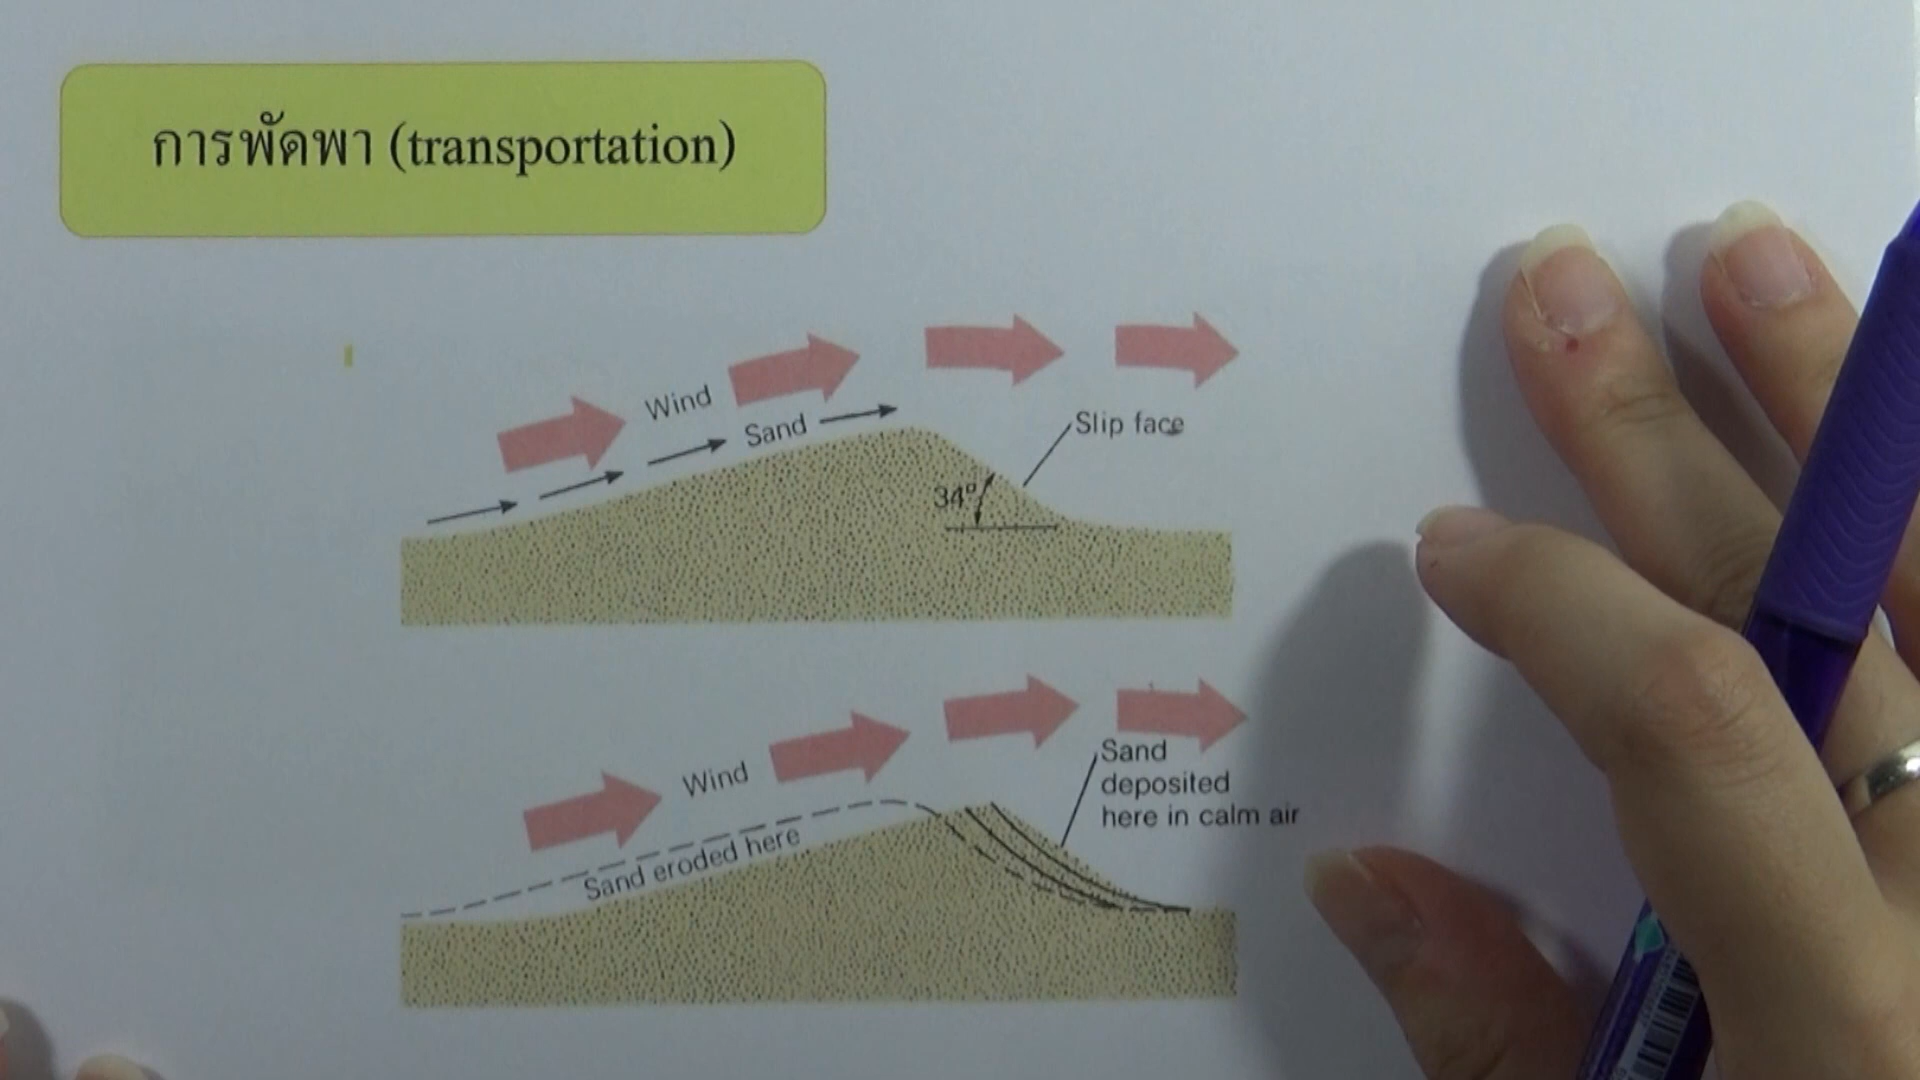 การพัดพา (transportation)
Wind
Sand
Slip face
34°
Wind
Sand
deposited
here in calm air
Sand eroded here